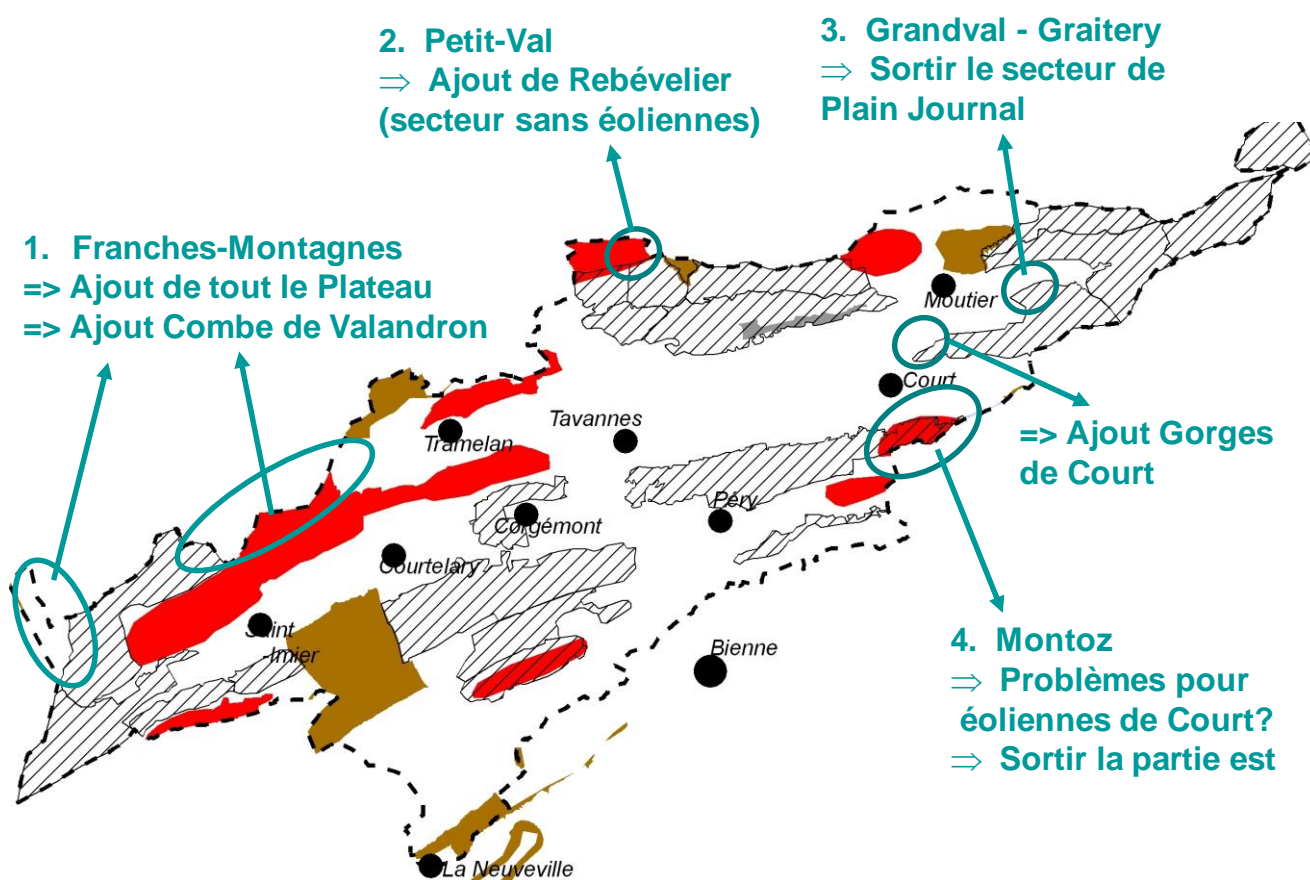 2. Petit-Val
⇒ Ajout de Rebévelier
(secteur sans éoliennes)
3. Grandval - Graitery
⇒ Sortir le secteur de
Plain Journal
1. Franches-Montagnes
=> Ajout de tout le Plateau
=> Ajout Combe de Valandron
Moutier
Court
Tavannes
Tramelan
=> Ajout Gorges
de Court
Péry
Corgémont
Courtelary
Saint
-Imier
Bienne
4. Montoz
⇒ Problèmes pour
éoliennes de Court?
⇒ Sortir la partie est
La Neuveville